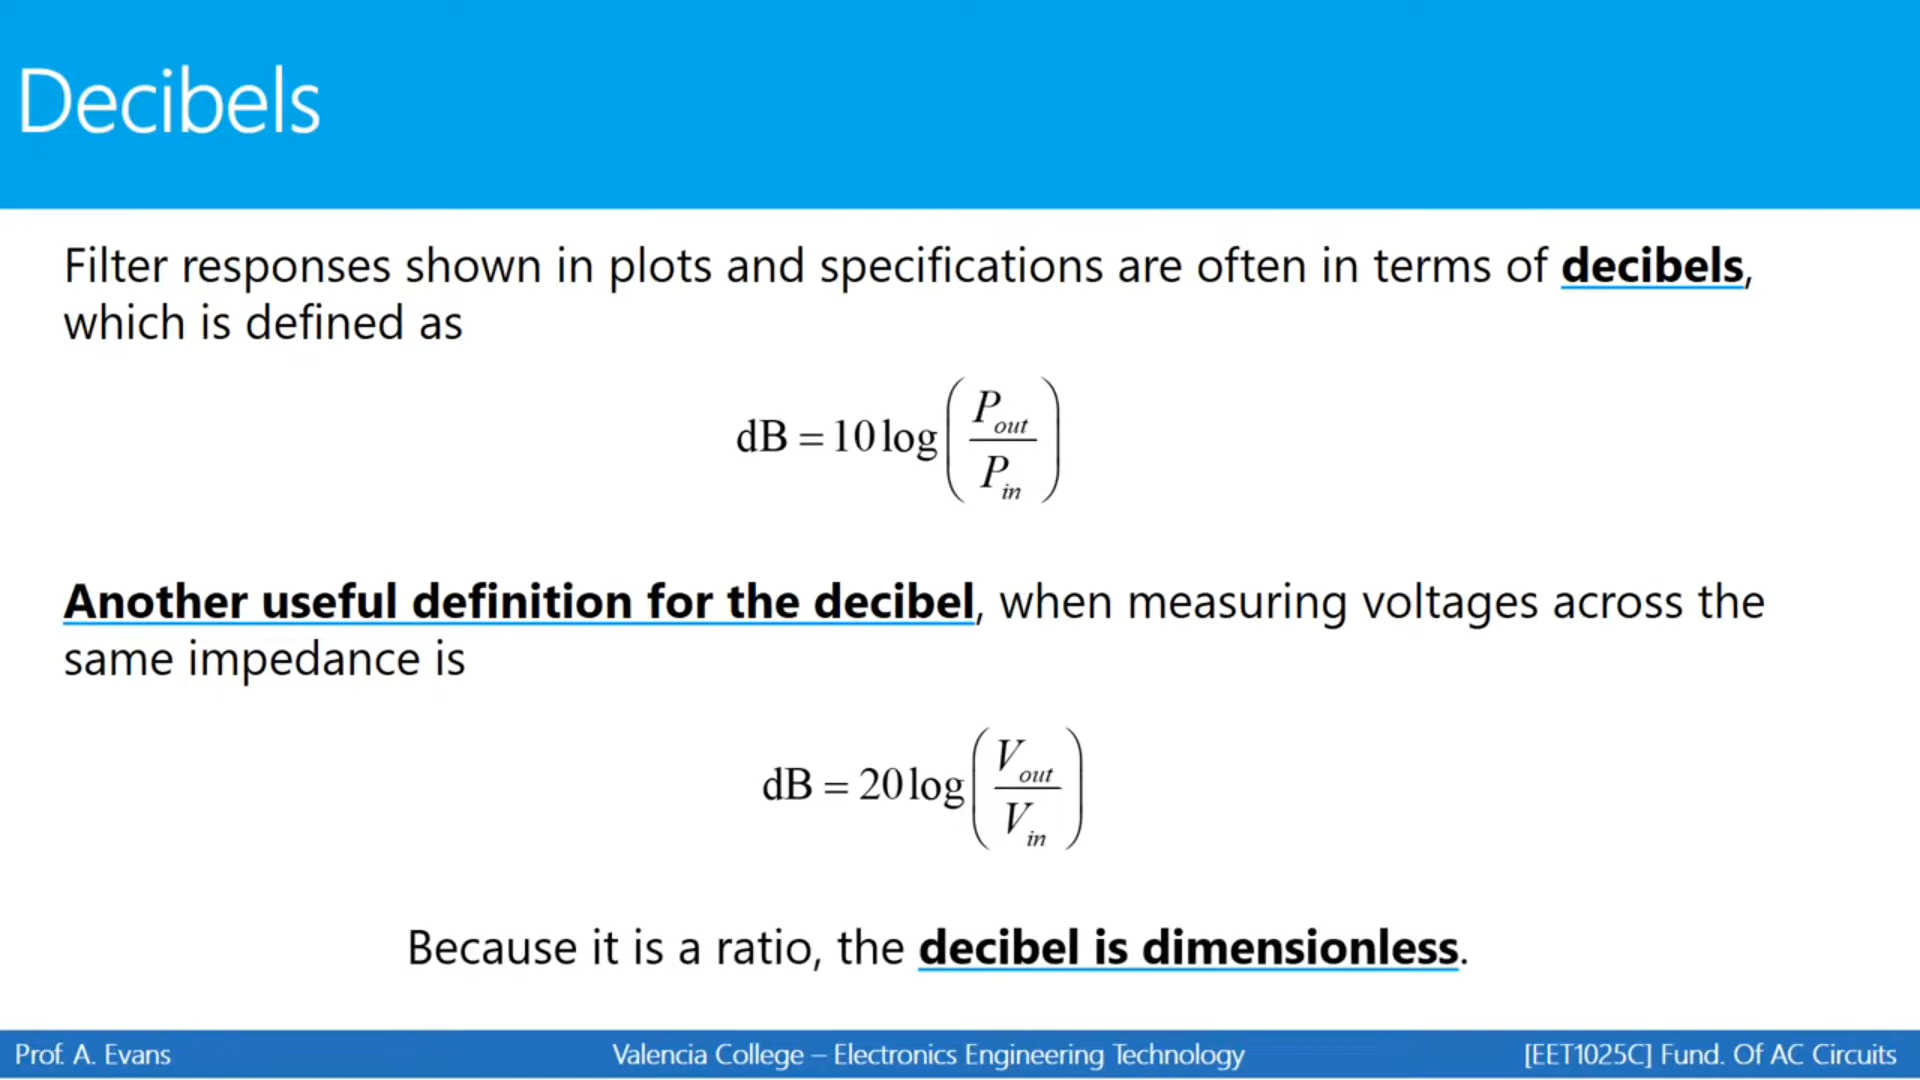 Decibels
Filter responses shown in plots and specifications are often in terms of decibels,
which is defined as
dB = 10 log(P_out / P_in)
Another useful definition for the decibel, when measuring voltages across the
same impedance is
dB = 20 log(V_out / V_in)
Because it is a ratio, the decibel is dimensionless.
Prof. A. Evans
Valencia College – Electronics Engineering Technology
[EET1025C] Fund. Of AC Circuits